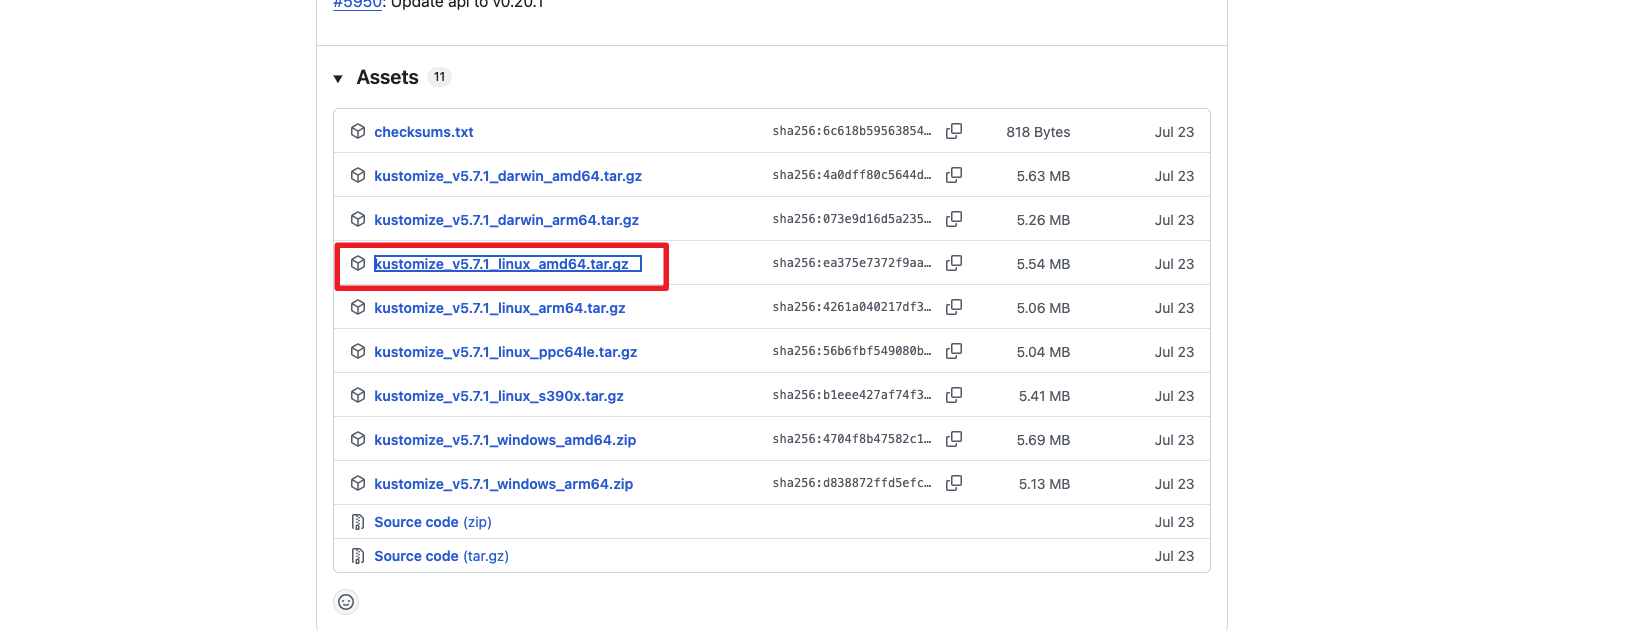 #5950: Update api to v0.20.1
Assets 11
checksums.txt sha256:6c618b59563854… 818 Bytes Jul 23
kustomize_v5.7.1_darwin_amd64.tar.gz sha256:4a0dff80c5644d… 5.63 MB Jul 23
kustomize_v5.7.1_darwin_arm64.tar.gz sha256:073e9d16d5a235… 5.26 MB Jul 23
kustomize_v5.7.1_linux_amd64.tar.gz sha256:ea375e7372f9aa… 5.54 MB Jul 23
kustomize_v5.7.1_linux_arm64.tar.gz sha256:4261a040217df3… 5.06 MB Jul 23
kustomize_v5.7.1_linux_ppc64le.tar.gz sha256:56b6fbf549080b… 5.04 MB Jul 23
kustomize_v5.7.1_linux_s390x.tar.gz sha256:b1eee427af74f3… 5.41 MB Jul 23
kustomize_v5.7.1_windows_amd64.zip sha256:4704f8b47582c1… 5.69 MB Jul 23
kustomize_v5.7.1_windows_arm64.zip sha256:d838872ffd5efc… 5.13 MB Jul 23
Source code (zip) Jul 23
Source code (tar.gz) Jul 23